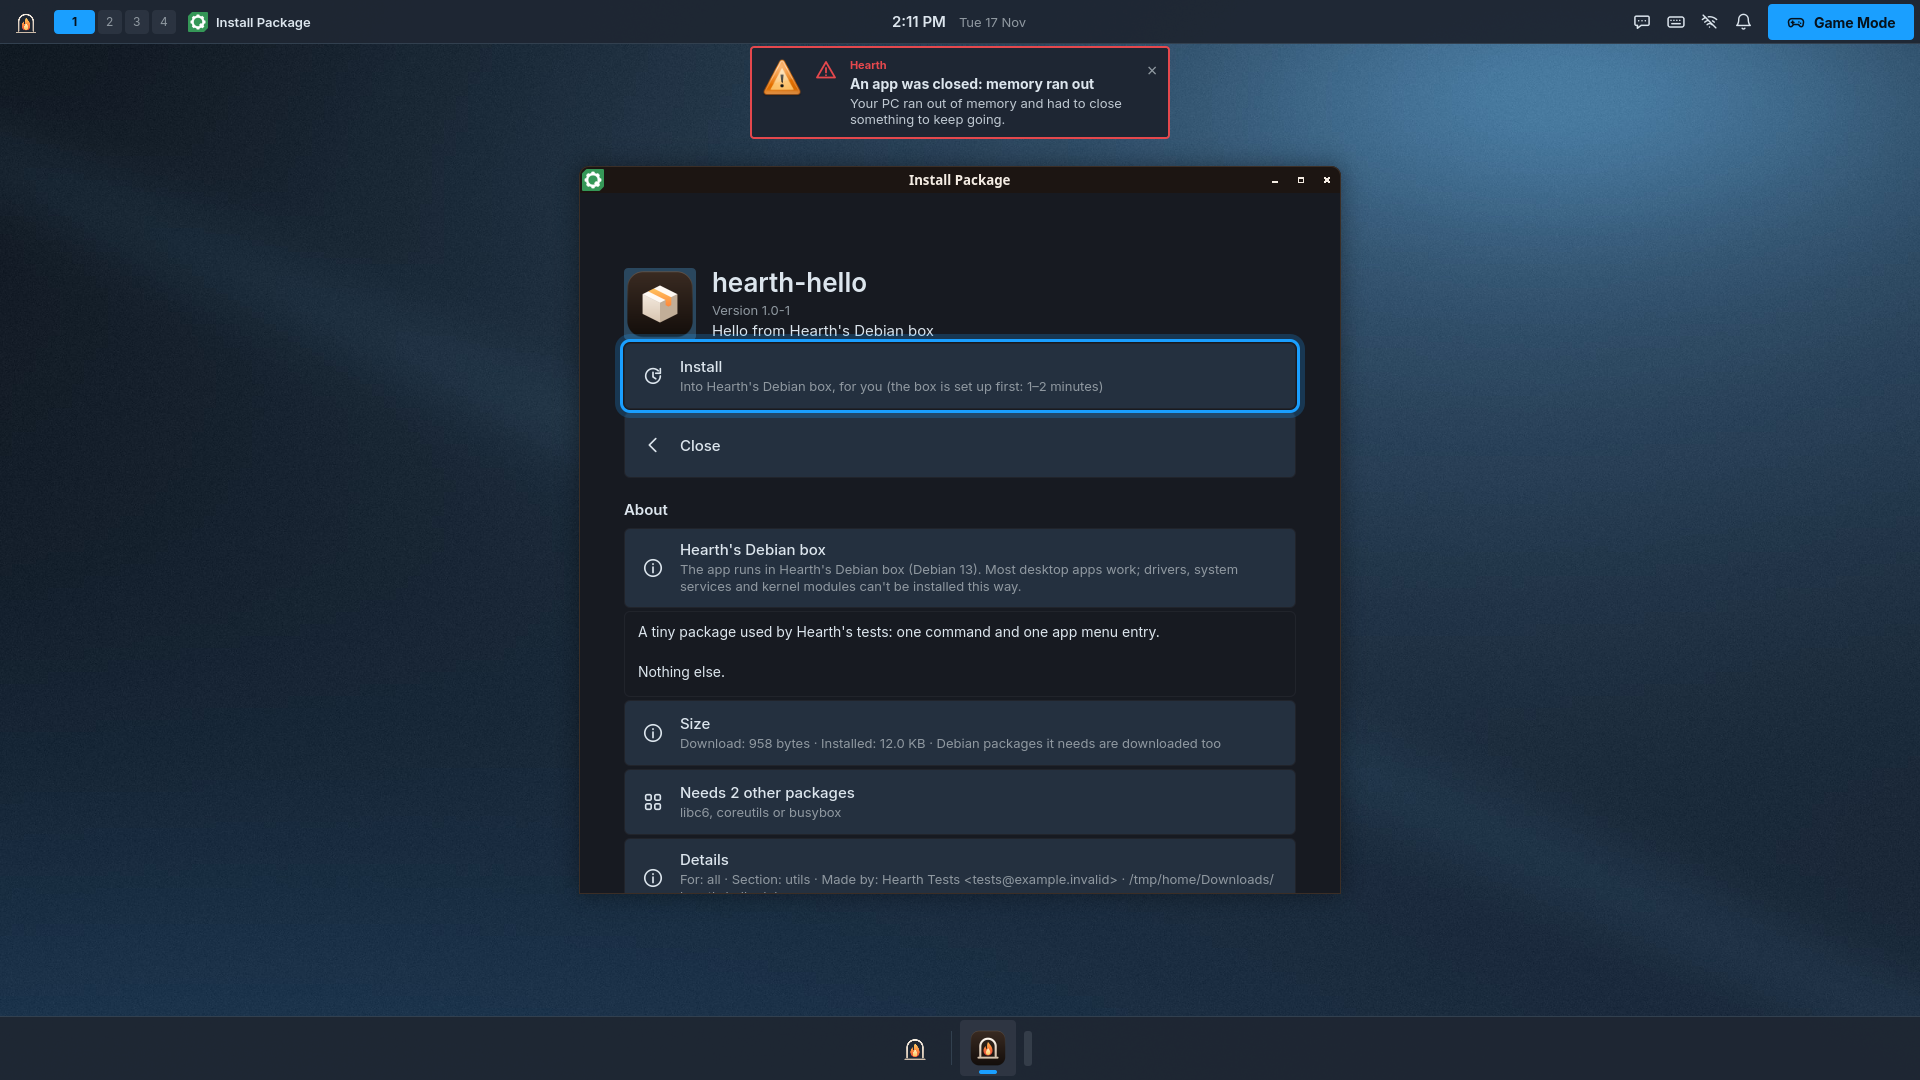 1 2 3 4 Install Package 2:11 PM Tue 17 Nov Game Mode
Hearth
An app was closed: memory ran out
Your PC ran out of memory and had to close
something to keep going.
Install Package
hearth-hello
Version 1.0-1
Hello from Hearth's Debian box
Install
Into Hearth's Debian box, for you (the box is set up first: 1–2 minutes)
Close
About
Hearth's Debian box
The app runs in Hearth's Debian box (Debian 13). Most desktop apps work; drivers, system
services and kernel modules can't be installed this way.
A tiny package used by Hearth's tests: one command and one app menu entry.
Nothing else.
Size
Download: 958 bytes · Installed: 12.0 KB · Debian packages it needs are downloaded too
Needs 2 other packages
libc6, coreutils or busybox
Details
For: all · Section: utils · Made by: Hearth Tests <tests@example.invalid> · /tmp/home/Downloads/